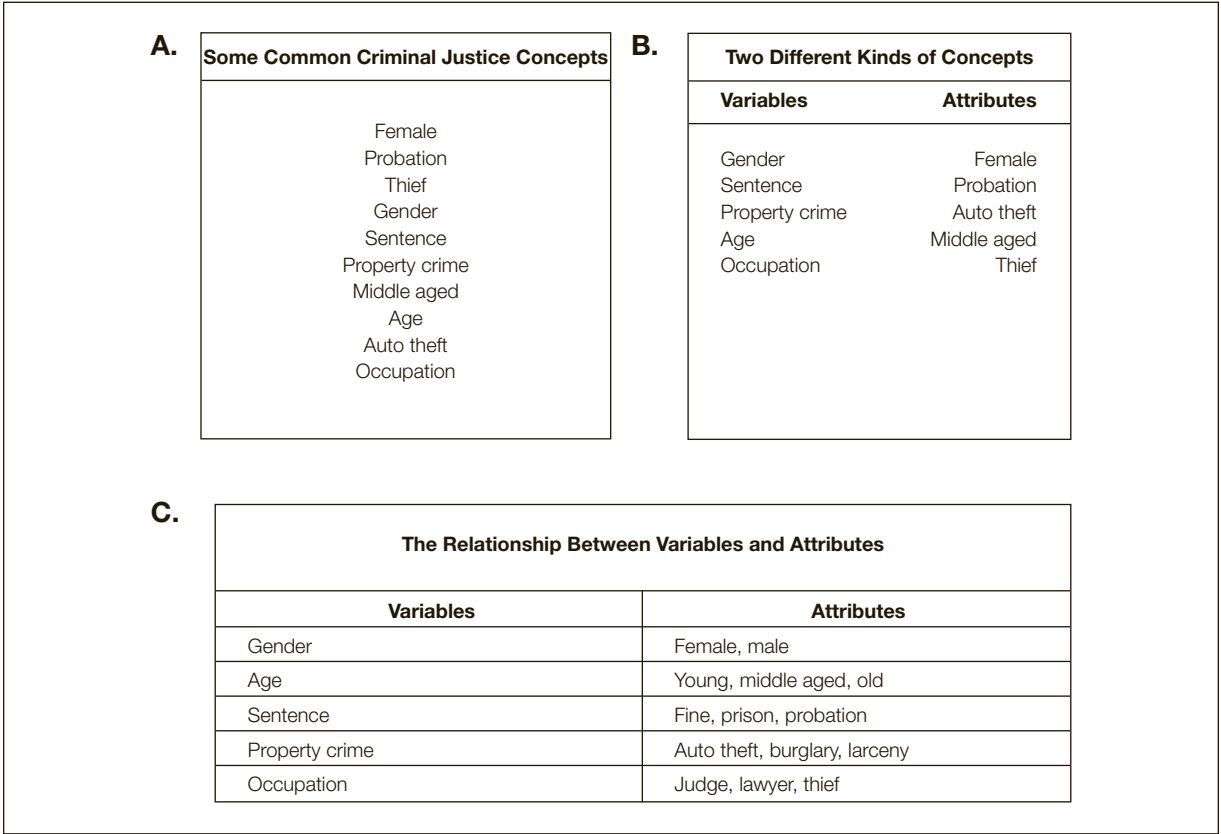 A.
Some Common Criminal Justice Concepts
Female
Probation
Thief
Gender
Sentence
Property crime
Middle aged
Age
Auto theft
Occupation
B.
Two Different Kinds of Concepts
Variables Attributes
Gender Female
Sentence Probation
Property crime Auto theft
Age Middle aged
Occupation Thief
C.
The Relationship Between Variables and Attributes
Variables Attributes
Gender Female, male
Age Young, middle aged, old
Sentence Fine, prison, probation
Property crime Auto theft, burglary, larceny
Occupation Judge, lawyer, thief